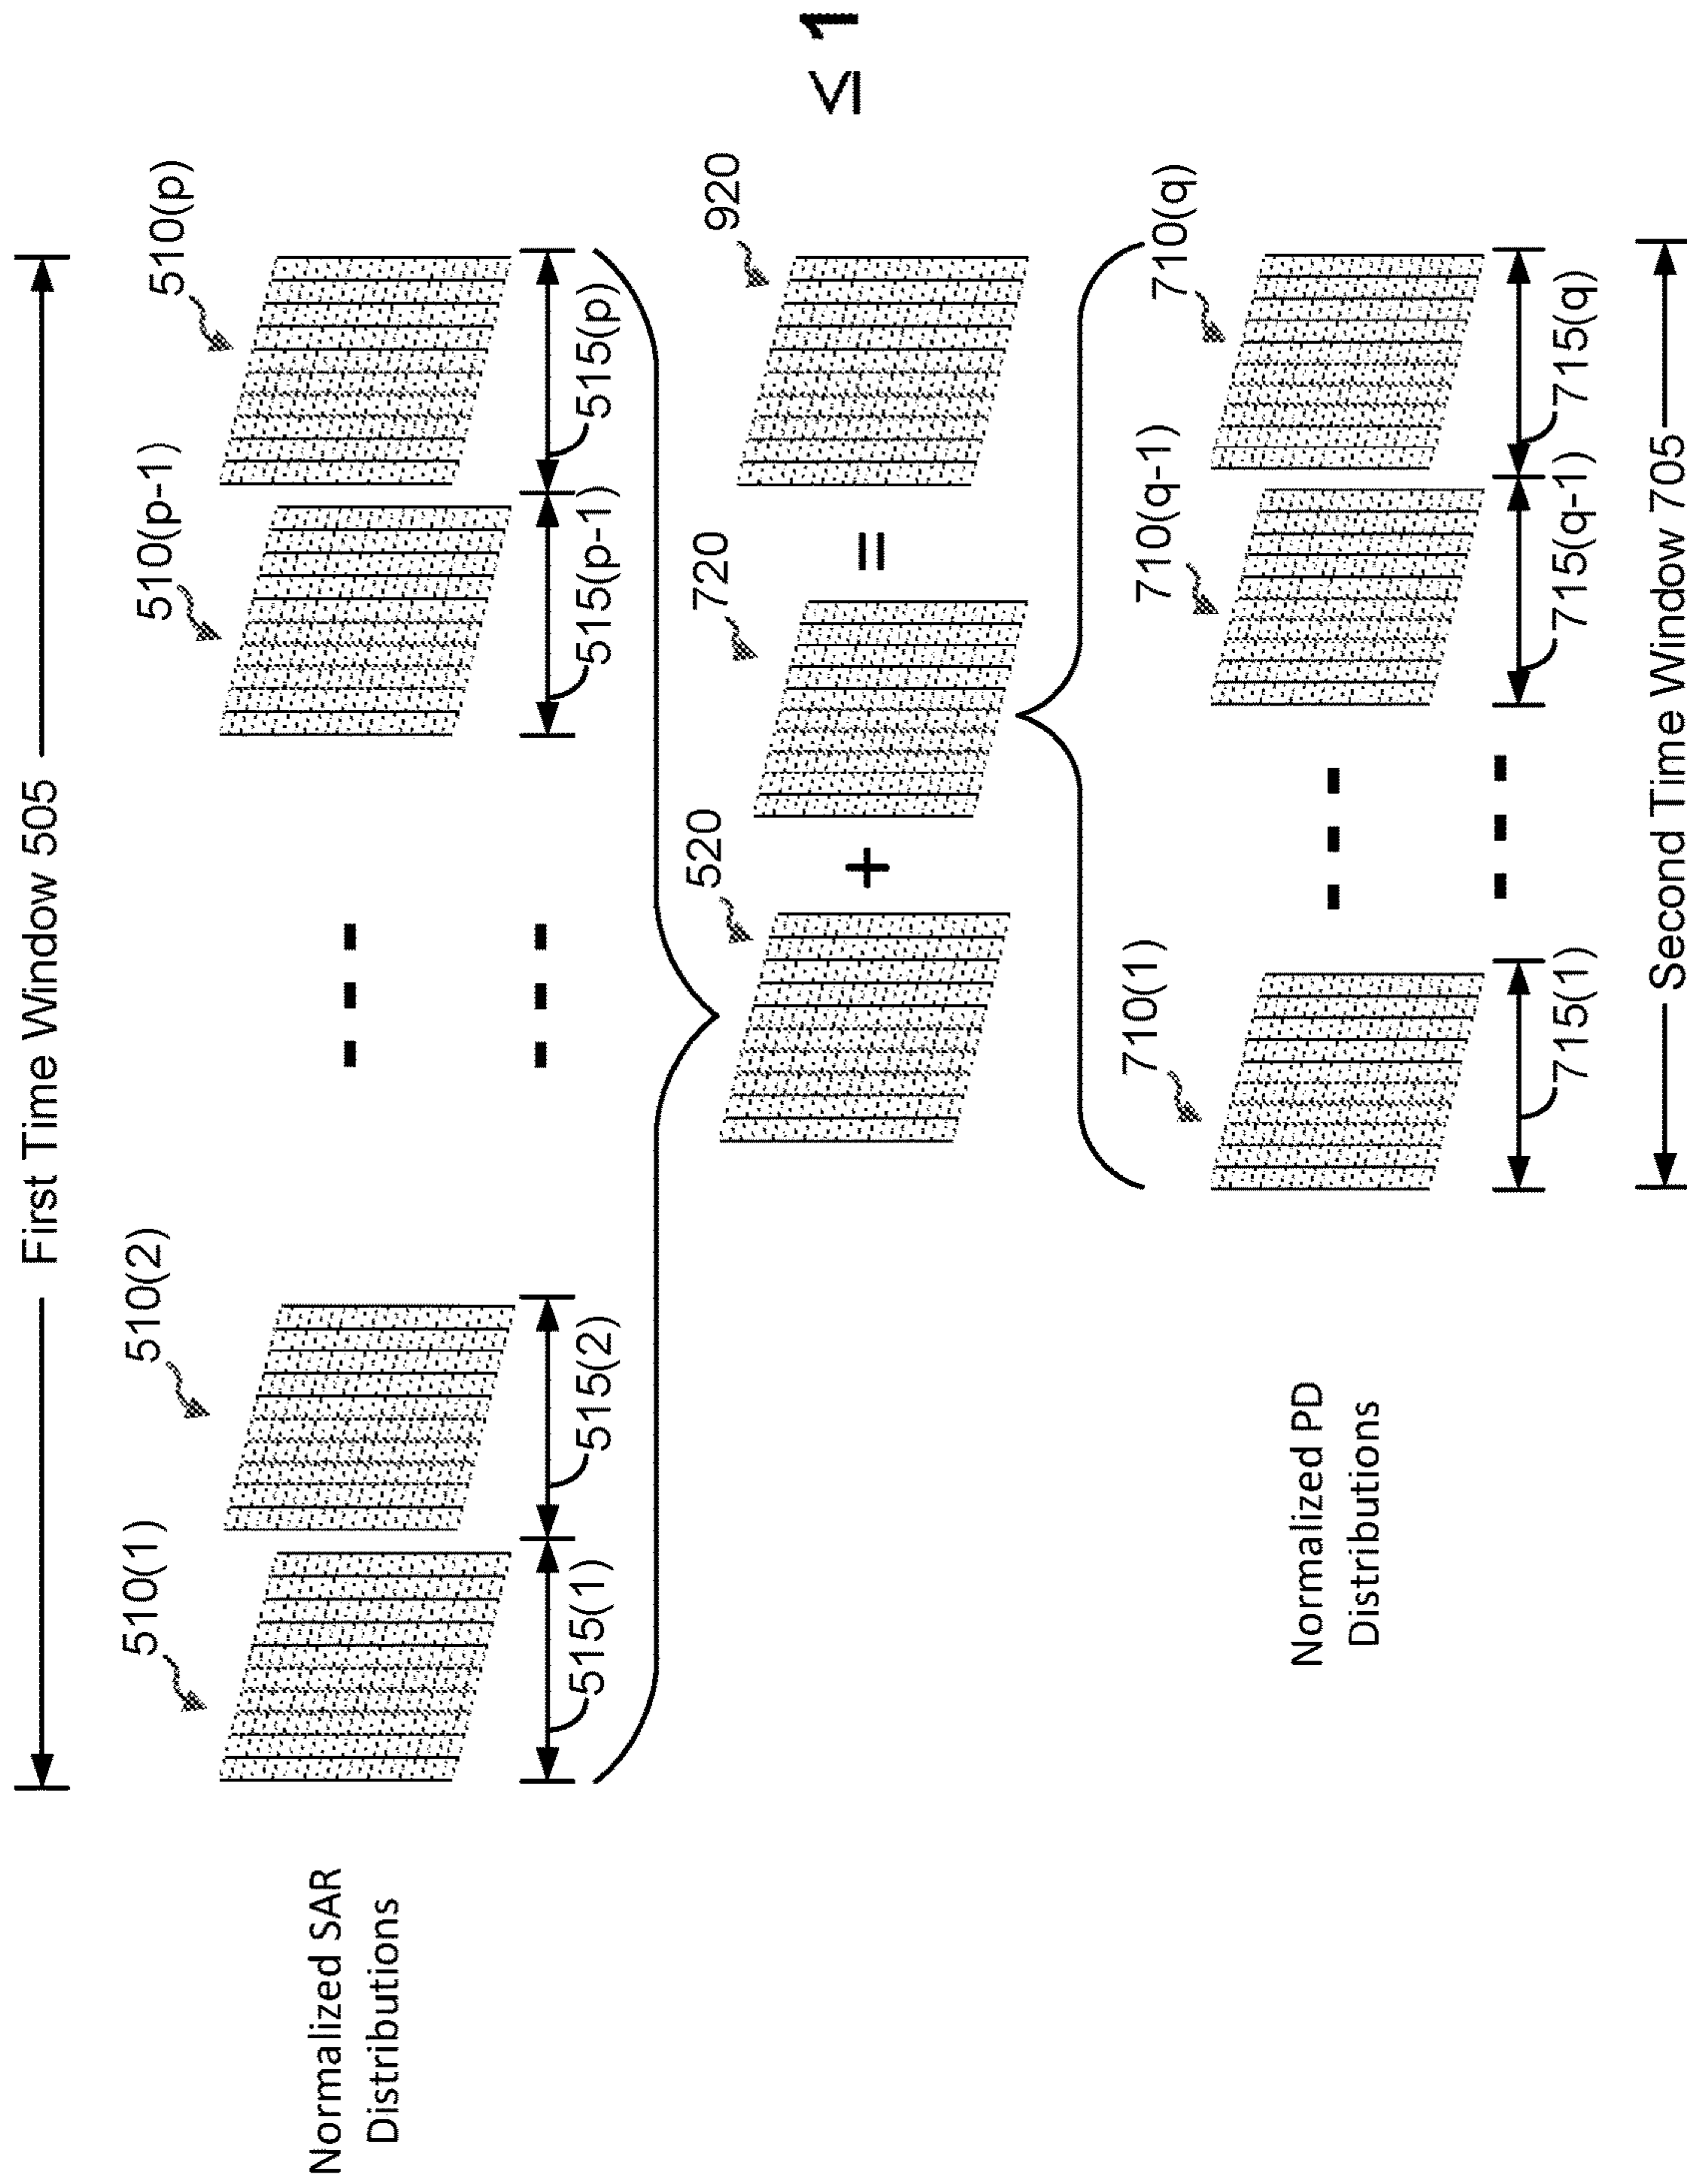 First Time Window 505
510(1) 510(2) 510(p-1) 510(p)
Normalized SAR
Distributions
515(1) 515(2) 515(p-1) 515(p)
520 720 920
+ = ≤ 1
710(1) 710(q-1) 710(q)
Normalized PD
Distributions
715(1) 715(q-1) 715(q)
Second Time Window 705